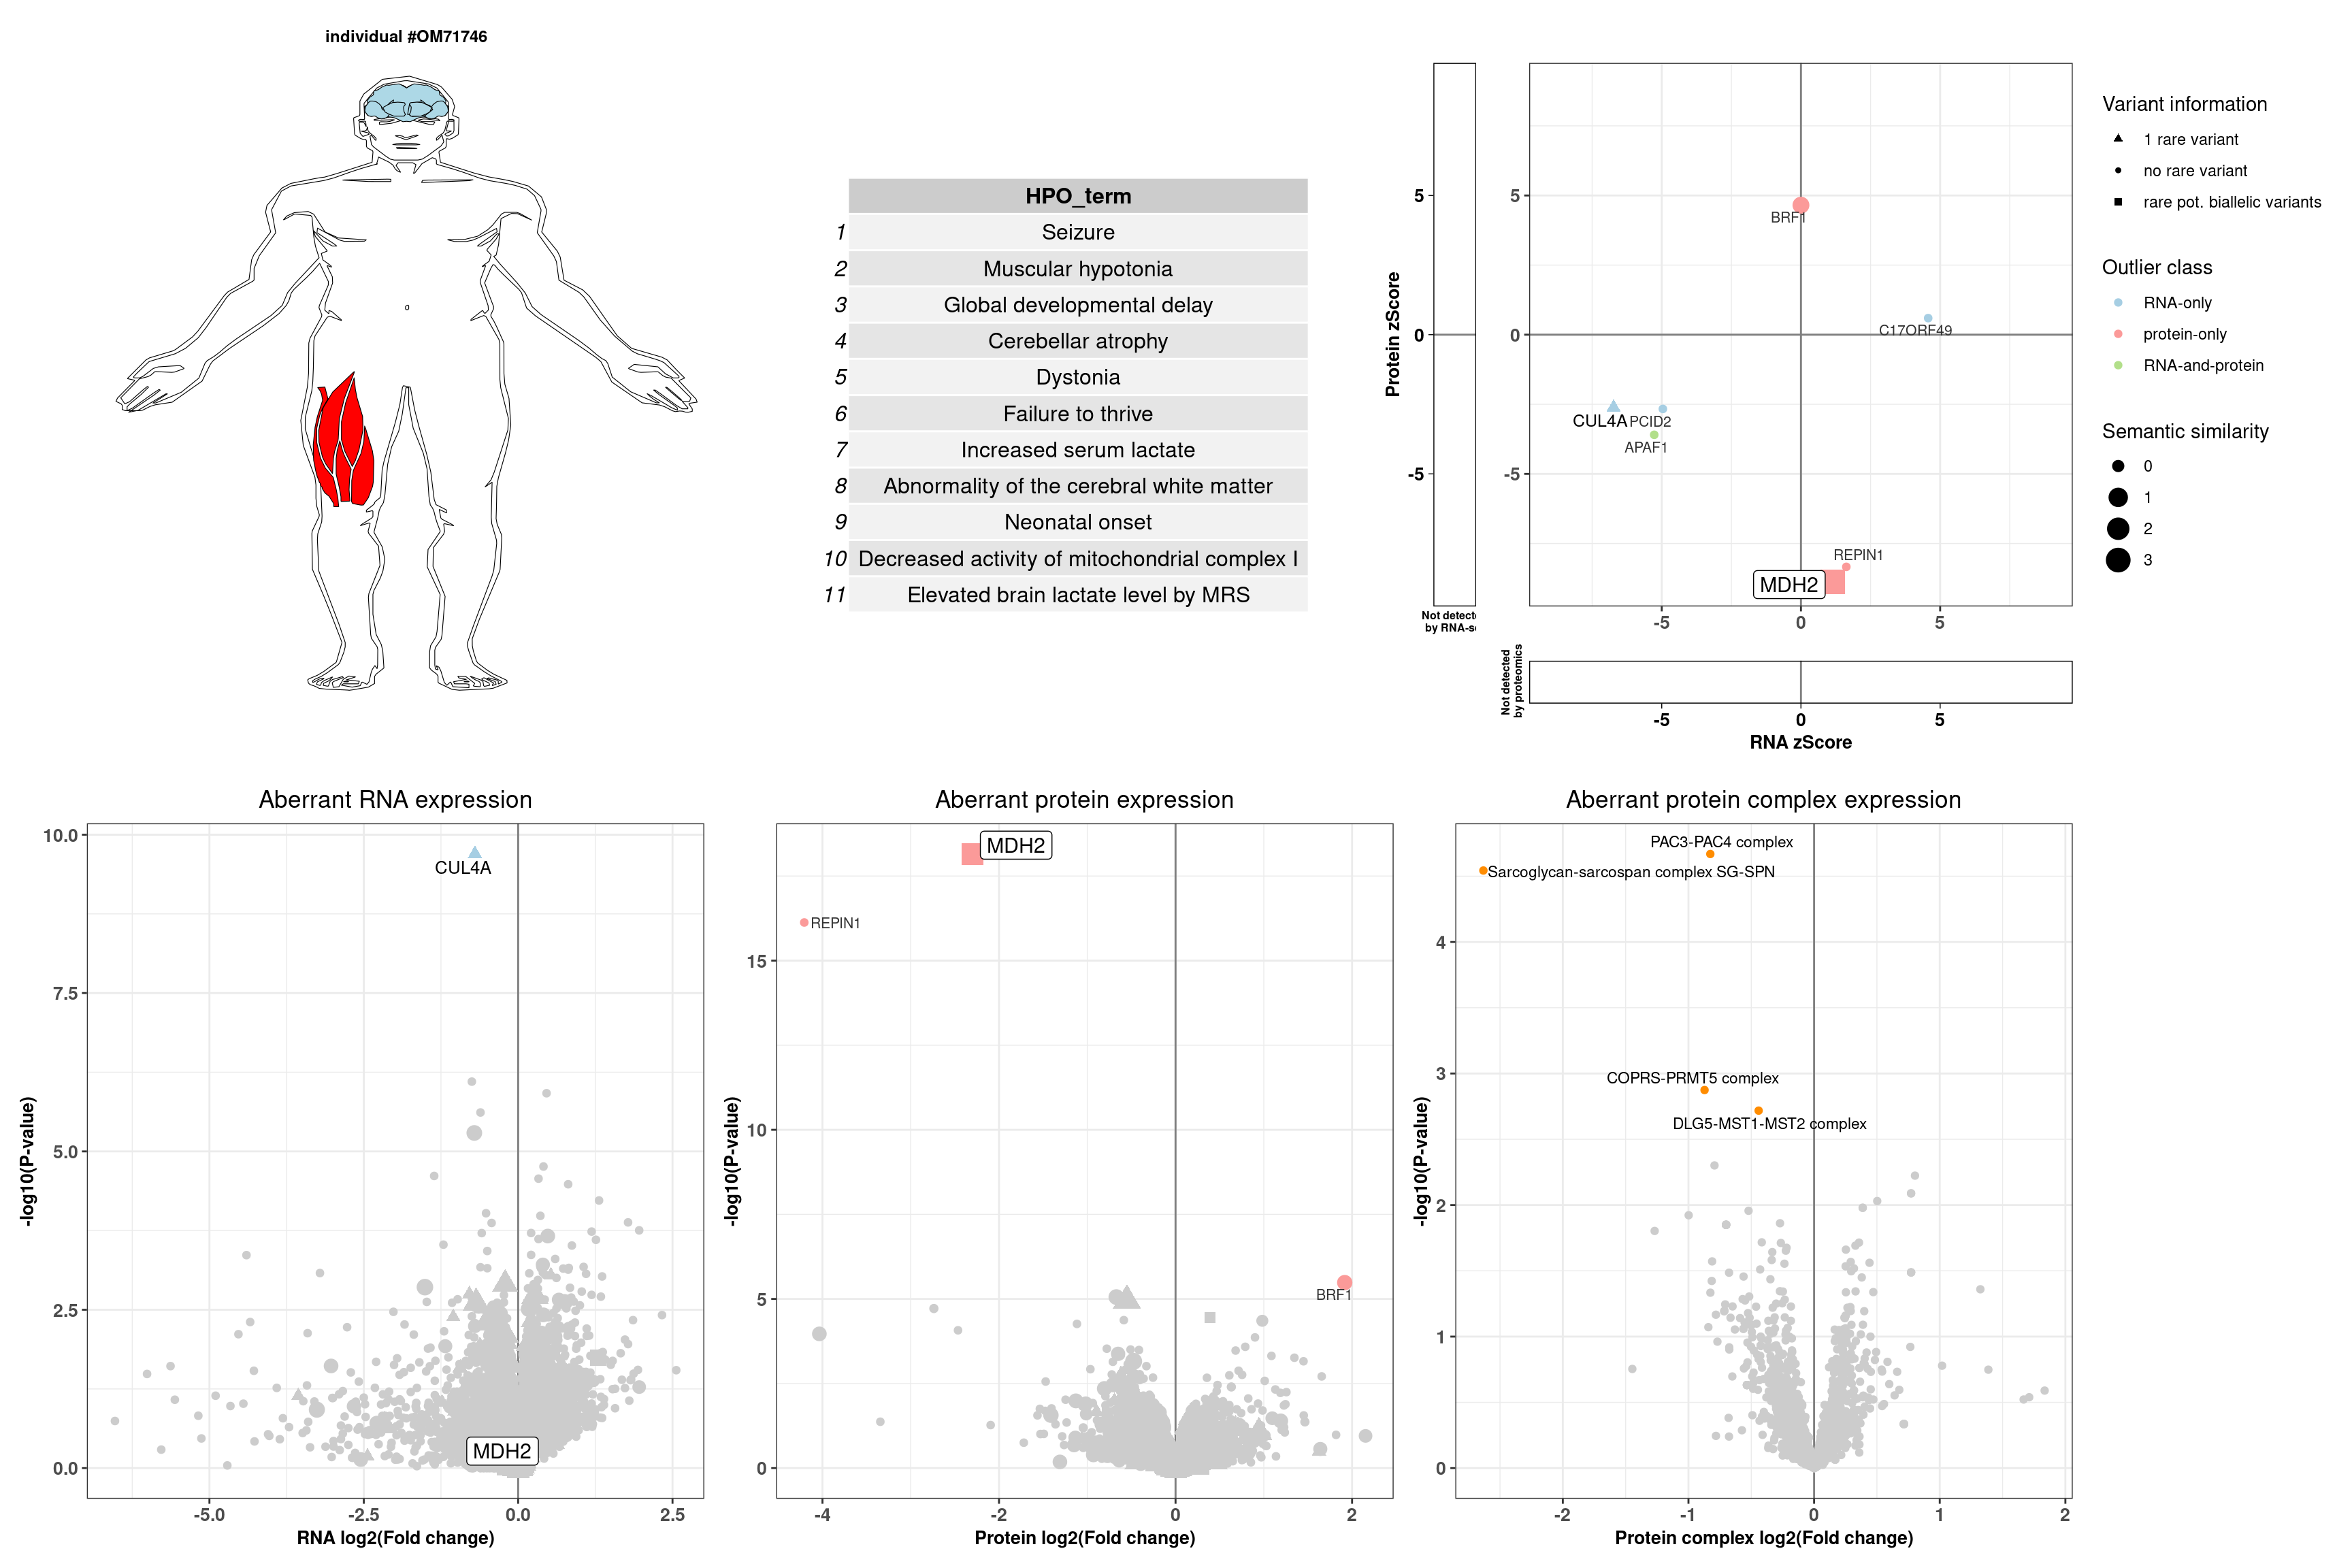 individual #OM71746
HPO_term
1 Seizure
2 Muscular hypotonia
3 Global developmental delay
4 Cerebellar atrophy
5 Dystonia
6 Failure to thrive
7 Increased serum lactate
8 Abnormality of the cerebral white matter
9 Neonatal onset
10 Decreased activity of mitochondrial complex I
11 Elevated brain lactate level by MRS
Protein zScore
5
0
-5
Not detect
by RNA-s
5
0
-5
BRF1
C17ORF49
CUL4A
PCID2
APAF1
REPIN1
MDH2
-5 0 5
Not detected
by proteomics
-5 0 5
RNA zScore
Variant information
1 rare variant
no rare variant
rare pot. biallelic variants
Outlier class
RNA-only
protein-only
RNA-and-protein
Semantic similarity
0
1
2
3
Aberrant RNA expression
-log10(P-value)
10.0
7.5
5.0
2.5
0.0
CUL4A
MDH2
-5.0 -2.5 0.0 2.5
RNA log2(Fold change)
Aberrant protein expression
-log10(P-value)
15
10
5
0
MDH2
REPIN1
BRF1
-4 -2 0 2
Protein log2(Fold change)
Aberrant protein complex expression
-log10(P-value)
4
3
2
1
0
PAC3-PAC4 complex
Sarcoglycan-sarcospan complex SG-SPN
COPRS-PRMT5 complex
DLG5-MST1-MST2 complex
-2 -1 0 1 2
Protein complex log2(Fold change)